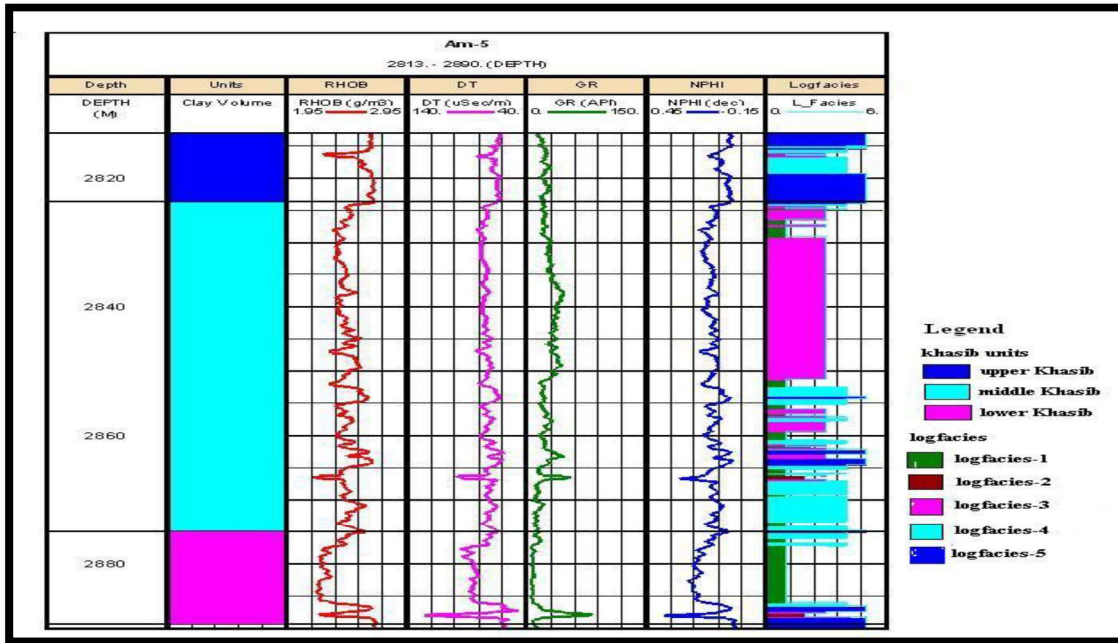 Am-5
2813. - 2890. (DEPTH)
Depth Units RHOB DT GR NPHI Logfacies
DEPTH (M) Clay Volume RHOB (g/m3) DT (uSec/m) GR (API) NPHI (dec) L_Facies
1.95 2.95 140. 40. 0. 150. 0.45 -0.15 0. 6.
2820
2840
2860
2880
Legend
khasib units
upper Khasib
middle Khasib
lower Khasib
logfacies
logfacies-1
logfacies-2
logfacies-3
logfacies-4
logfacies-5